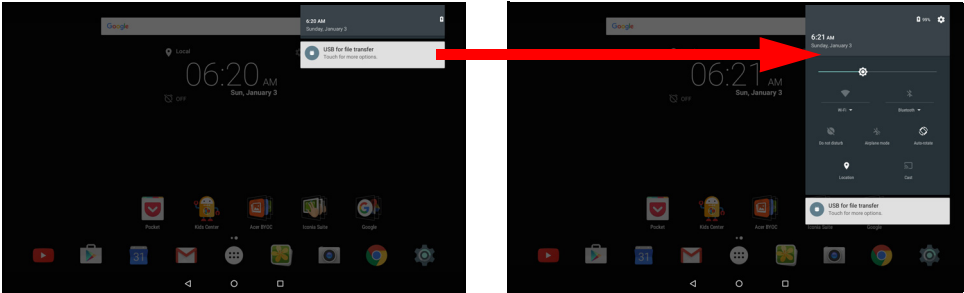 Google
6:20 AM
Sunday, January 3
USB for file transfer
Touch for more options.
Local
06:20 AM
Sun, January 3
OFF
Pocket
Kids Center
Acer BYOC
Iconia Suite
Google
31
Google
99%
6:21 AM
Sunday, January 3
06:21 AM
Sun, January 3
OFF
Wi-Fi
Bluetooth
Do not disturb
Airplane mode
Auto-rotate
Location
Cast
USB for file transfer
Touch for more options.
Local
Pocket
Kids Center
Acer BYOC
Iconia Suite
Google
31